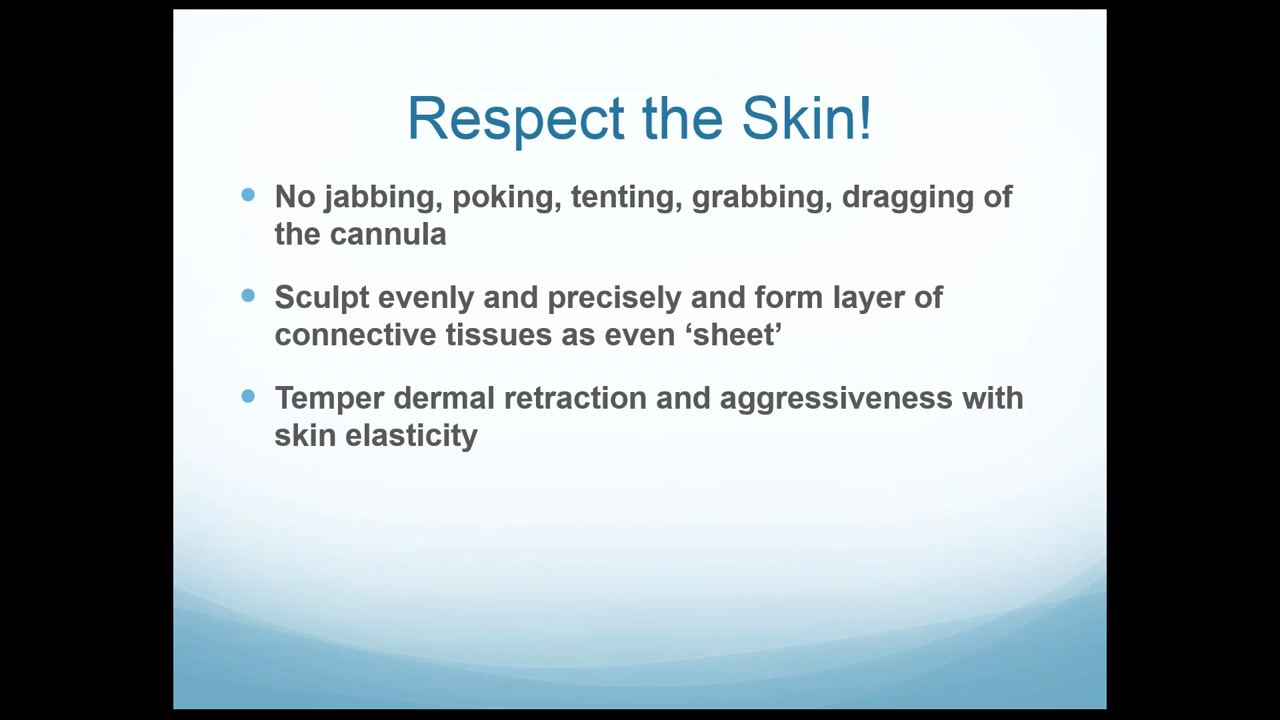 Respect the Skin!
No jabbing, poking, tenting, grabbing, dragging of
the cannula
Sculpt evenly and precisely and form layer of
connective tissues as even ‘sheet’
Temper dermal retraction and aggressiveness with
skin elasticity